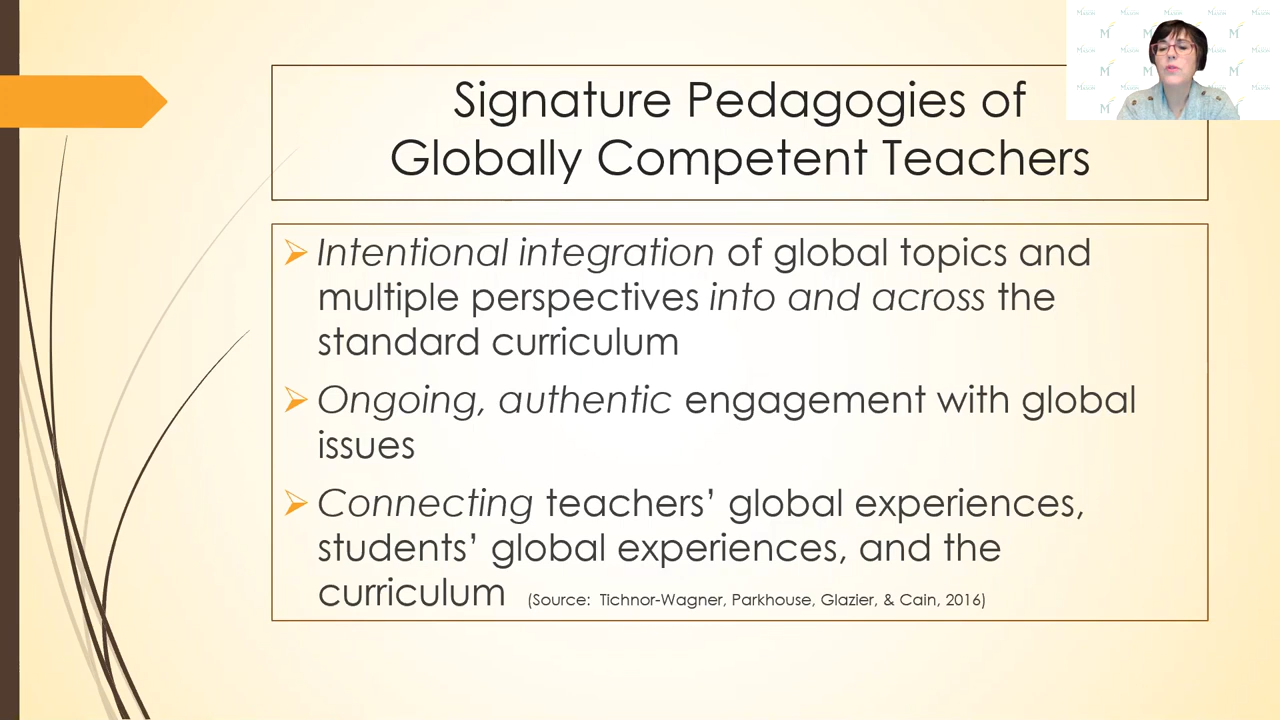 Signature Pedagogies of
Globally Competent Teachers
➢ Intentional integration of global topics and
multiple perspectives into and across the
standard curriculum
➢ Ongoing, authentic engagement with global
issues
➢ Connecting teachers’ global experiences,
students’ global experiences, and the
curriculum (Source: Tichnor-Wagner, Parkhouse, Glazier, & Cain, 2016)